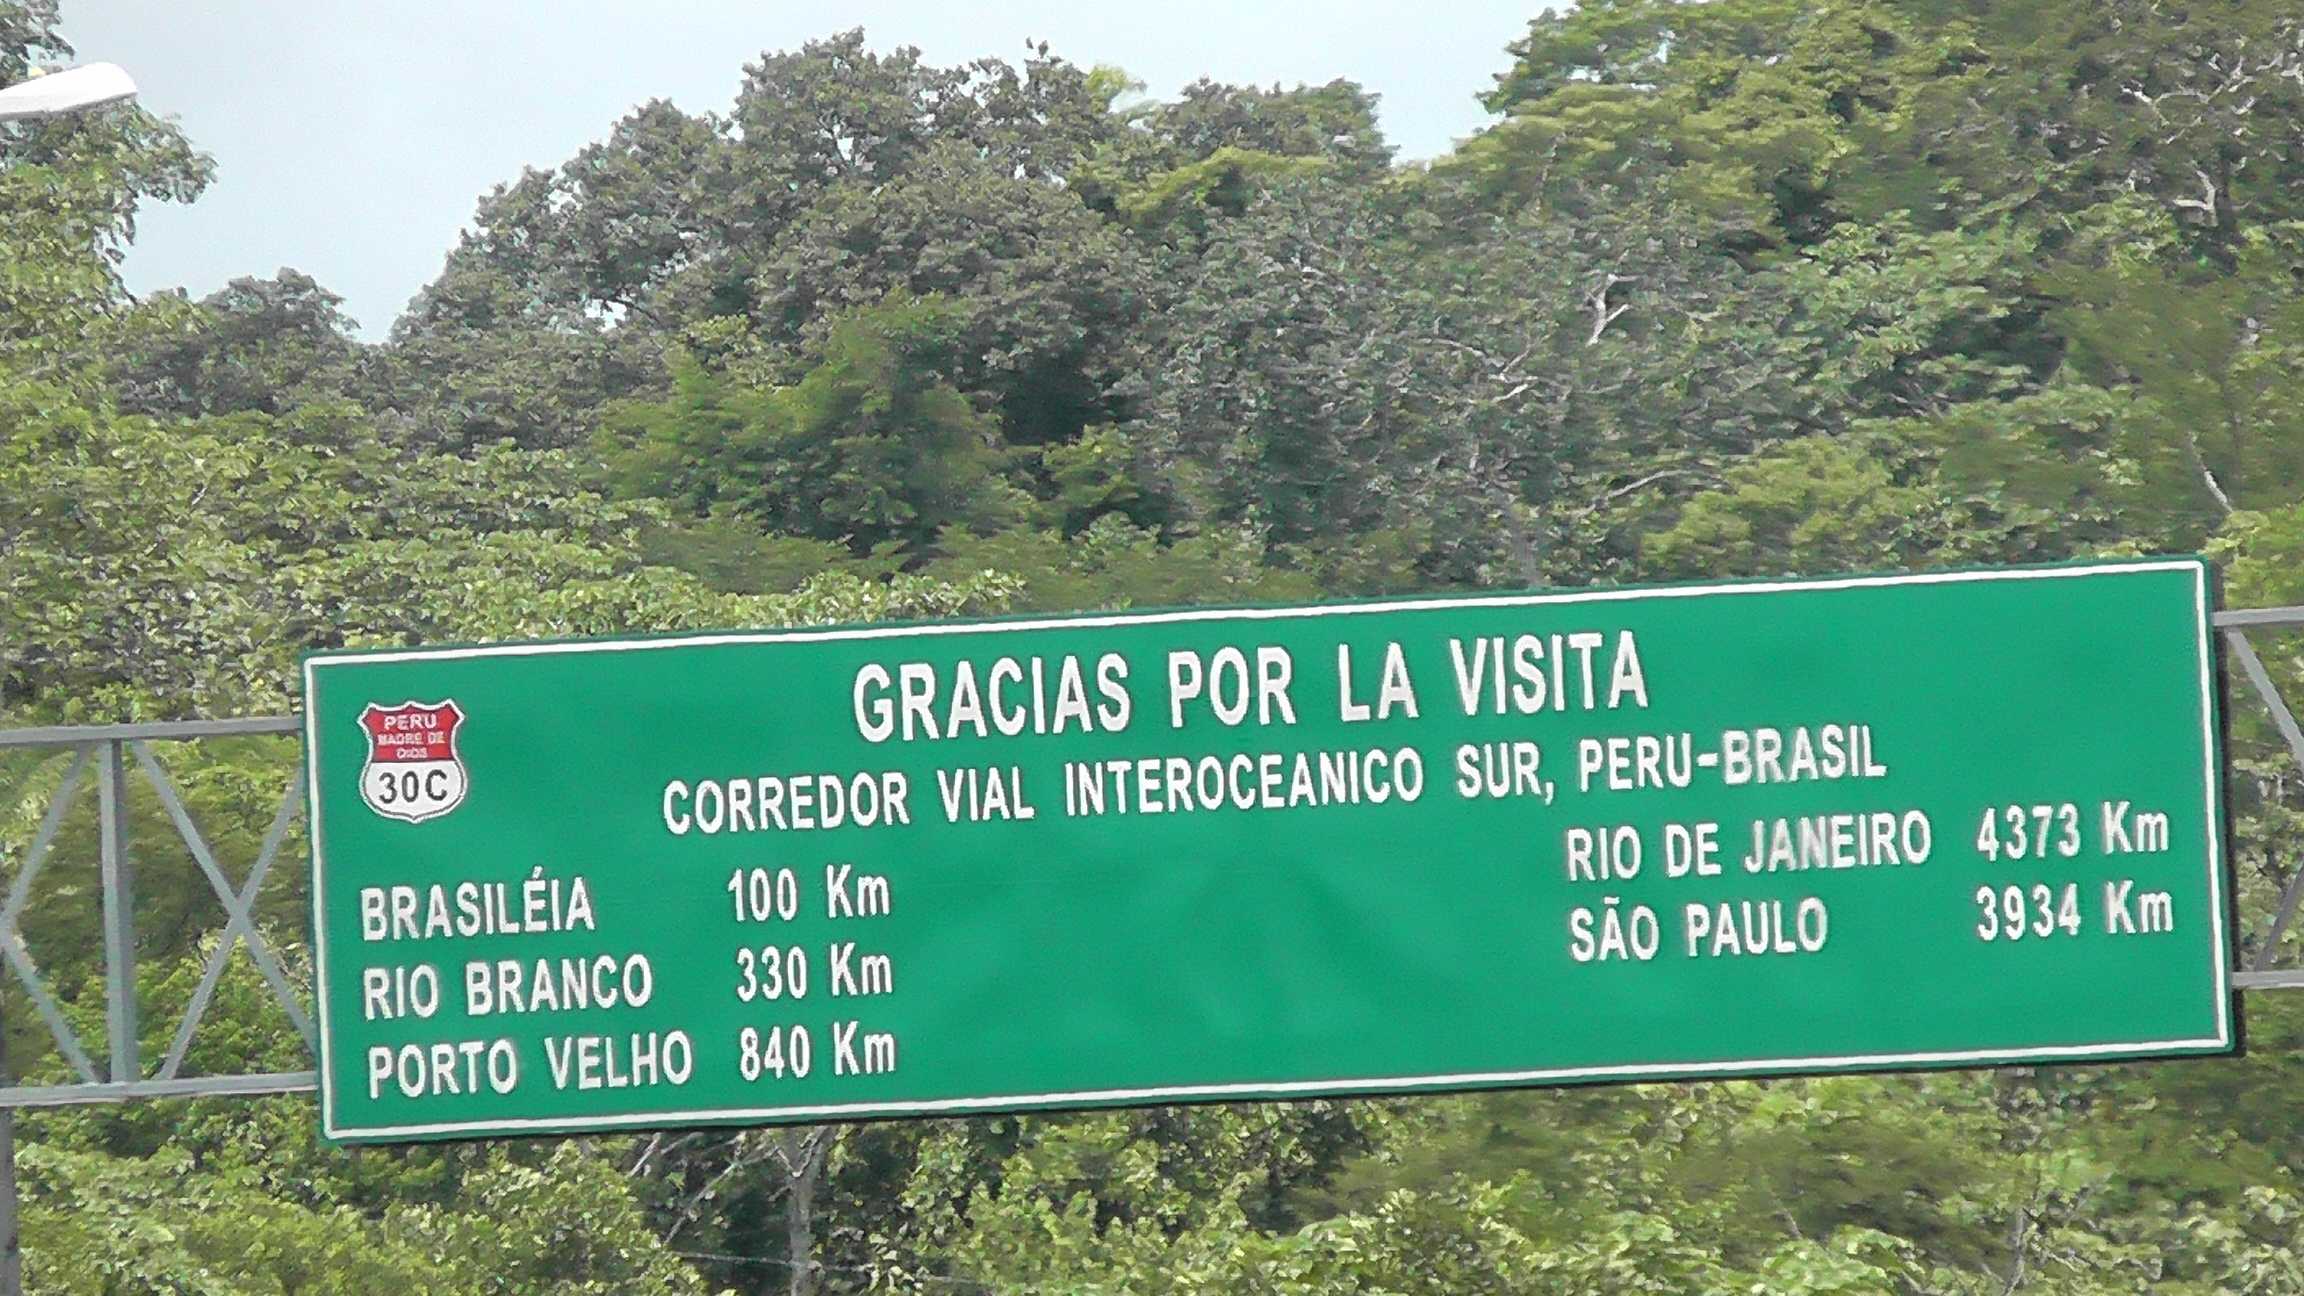 GRACIAS POR LA VISITA
CORREDOR VIAL INTEROCEANICO SUR, PERU-BRASIL
PERU
MADRE DE
DIOS
30C
BRASILÉIA 100 Km
RIO BRANCO 330 Km
PORTO VELHO 840 Km
RIO DE JANEIRO 4373 Km
SÃO PAULO 3934 Km